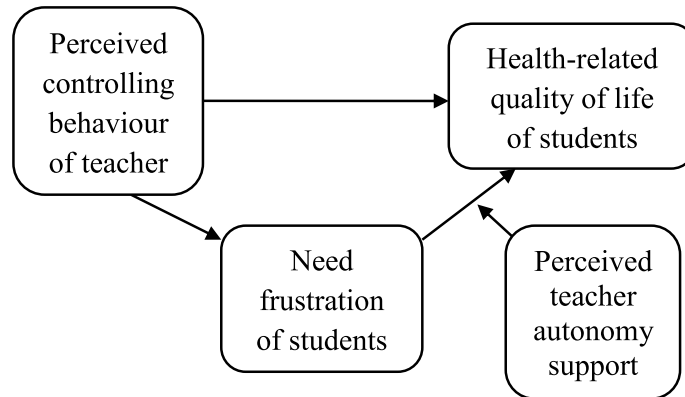 Perceived
controlling
behaviour
of teacher
Health-related
quality of life
of students
Need
frustration
of students
Perceived
teacher
autonomy
support